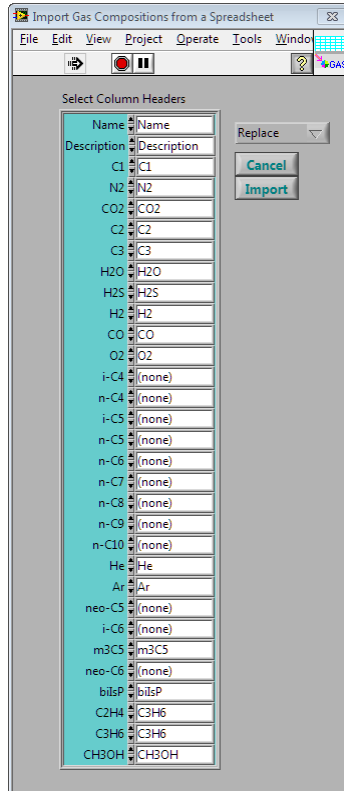 Import Gas Compositions from a Spreadsheet
File Edit View Project Operate Tools Windo
? GAS
Select Column Headers
Name Name
Description Description
C1 C1
N2 N2
CO2 CO2
C2 C2
C3 C3
H2O H2O
H2S H2S
H2 H2
CO CO
O2 O2
i-C4 (none)
n-C4 (none)
i-C5 (none)
n-C5 (none)
n-C6 (none)
n-C7 (none)
n-C8 (none)
n-C9 (none)
n-C10 (none)
He He
Ar Ar
neo-C5 (none)
i-C6 (none)
m3C5 m3C5
neo-C6 (none)
biIsP biIsP
C2H4 C3H6
C3H6 C3H6
CH3OH CH3OH
Replace
Cancel
Import